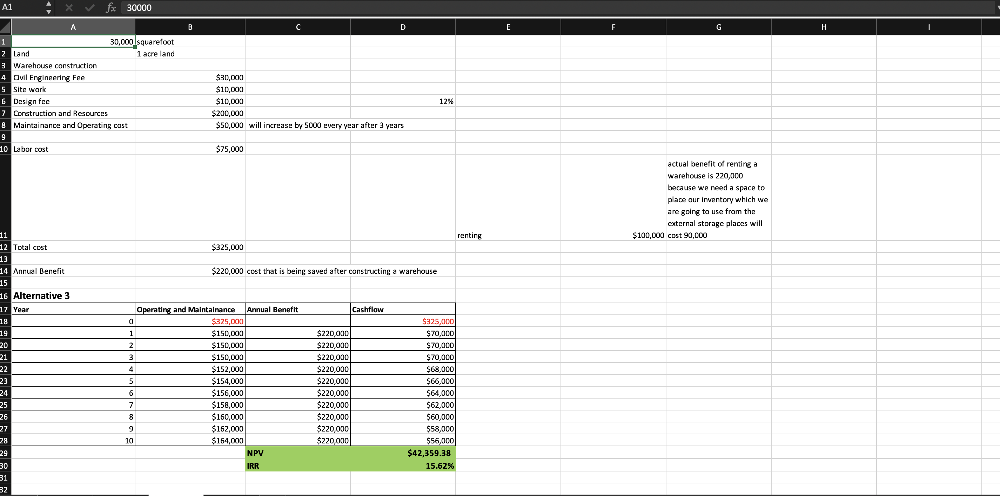 A1 fx 30000
A B C D E F G H I
1 30,000 squarefoot
2 Land 1 acre land
3 Warehouse construction
4 Civil Engineering Fee $30,000
5 Site work $10,000
6 Design fee $10,000 12%
7 Construction and Resources $200,000
8 Maintainance and Operating cost $50,000 will increase by 5000 every year after 3 years
9
10 Labor cost $75,000
actual benefit of renting a
warehouse is 220,000
because we need a space to
place our inventory which we
are going to use from the
external storage places will
11 renting $100,000 cost 90,000
12 Total cost $325,000
13
14 Annual Benefit $220,000 cost that is being saved after constructing a warehouse
15
16 Alternative 3
17 Year Operating and Maintainance Annual Benefit Cashflow
18 0 $325,000 $325,000
19 1 $150,000 $220,000 $70,000
20 2 $150,000 $220,000 $70,000
21 3 $150,000 $220,000 $70,000
22 4 $152,000 $220,000 $68,000
23 5 $154,000 $220,000 $66,000
24 6 $156,000 $220,000 $64,000
25 7 $158,000 $220,000 $62,000
26 8 $160,000 $220,000 $60,000
27 9 $162,000 $220,000 $58,000
28 10 $164,000 $220,000 $56,000
29 NPV $42,359.38
30 IRR 15.62%
31
32